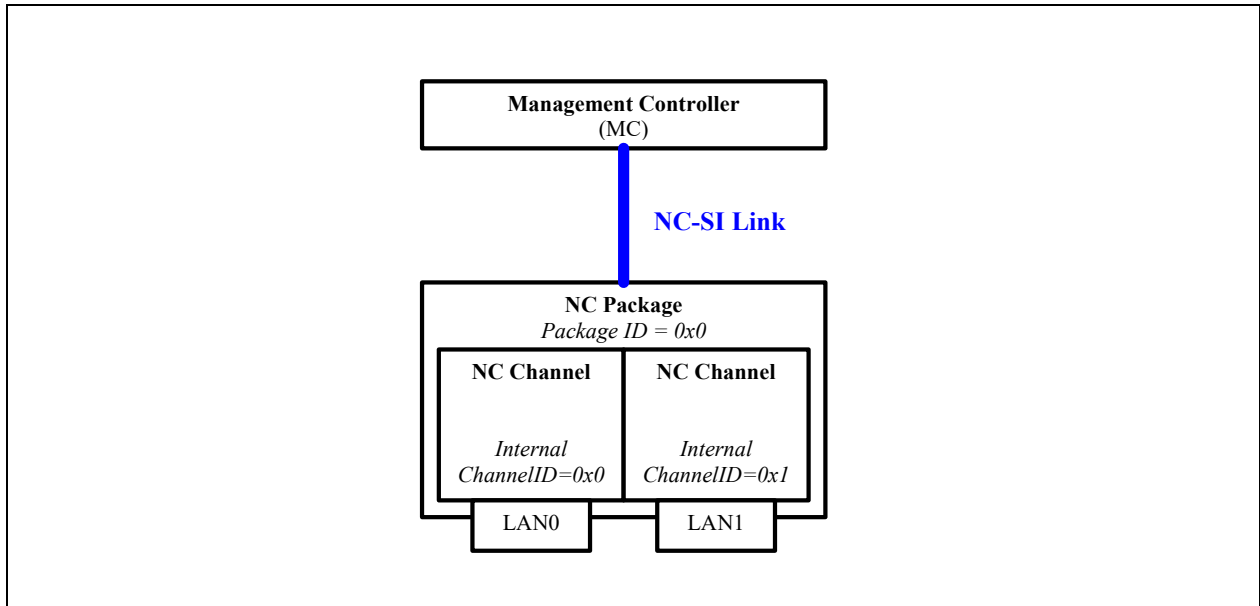 Management Controller
(MC)
NC-SI Link
NC Package
Package ID = 0x0
NC Channel
Internal
ChannelID=0x0
NC Channel
Internal
ChannelID=0x1
LAN0
LAN1